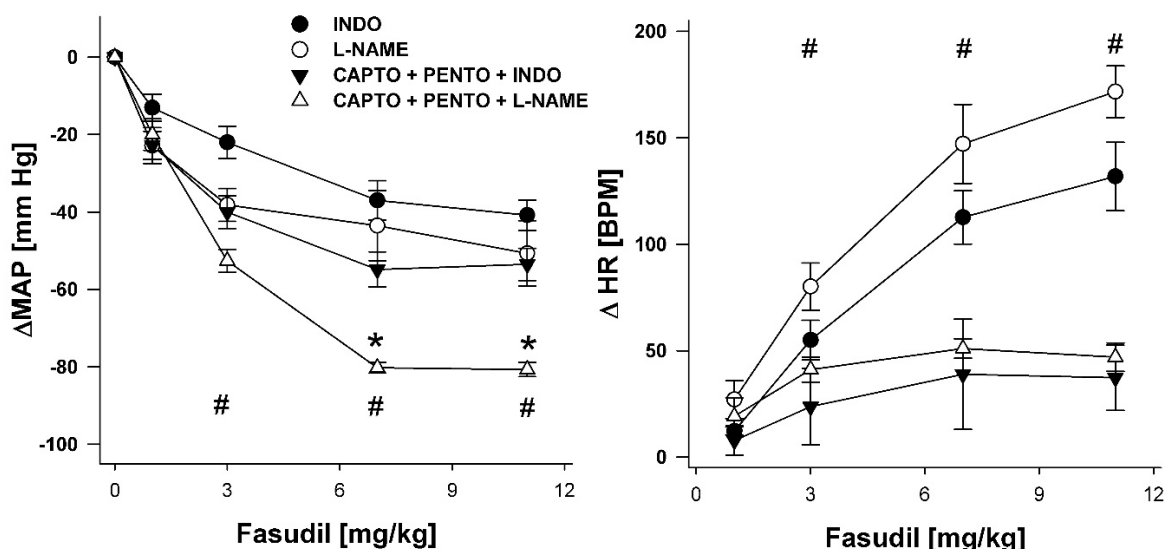 INDO
L-NAME
CAPTO + PENTO + INDO
CAPTO + PENTO + L-NAME
ΔMAP [mm Hg]
0
-20
-40
-60
-80
-100
* *
# # #
0 3 6 9 12
Fasudil [mg/kg]
Δ HR [BPM]
200
150
100
50
0
# # #
0 3 6 9 12
Fasudil [mg/kg]